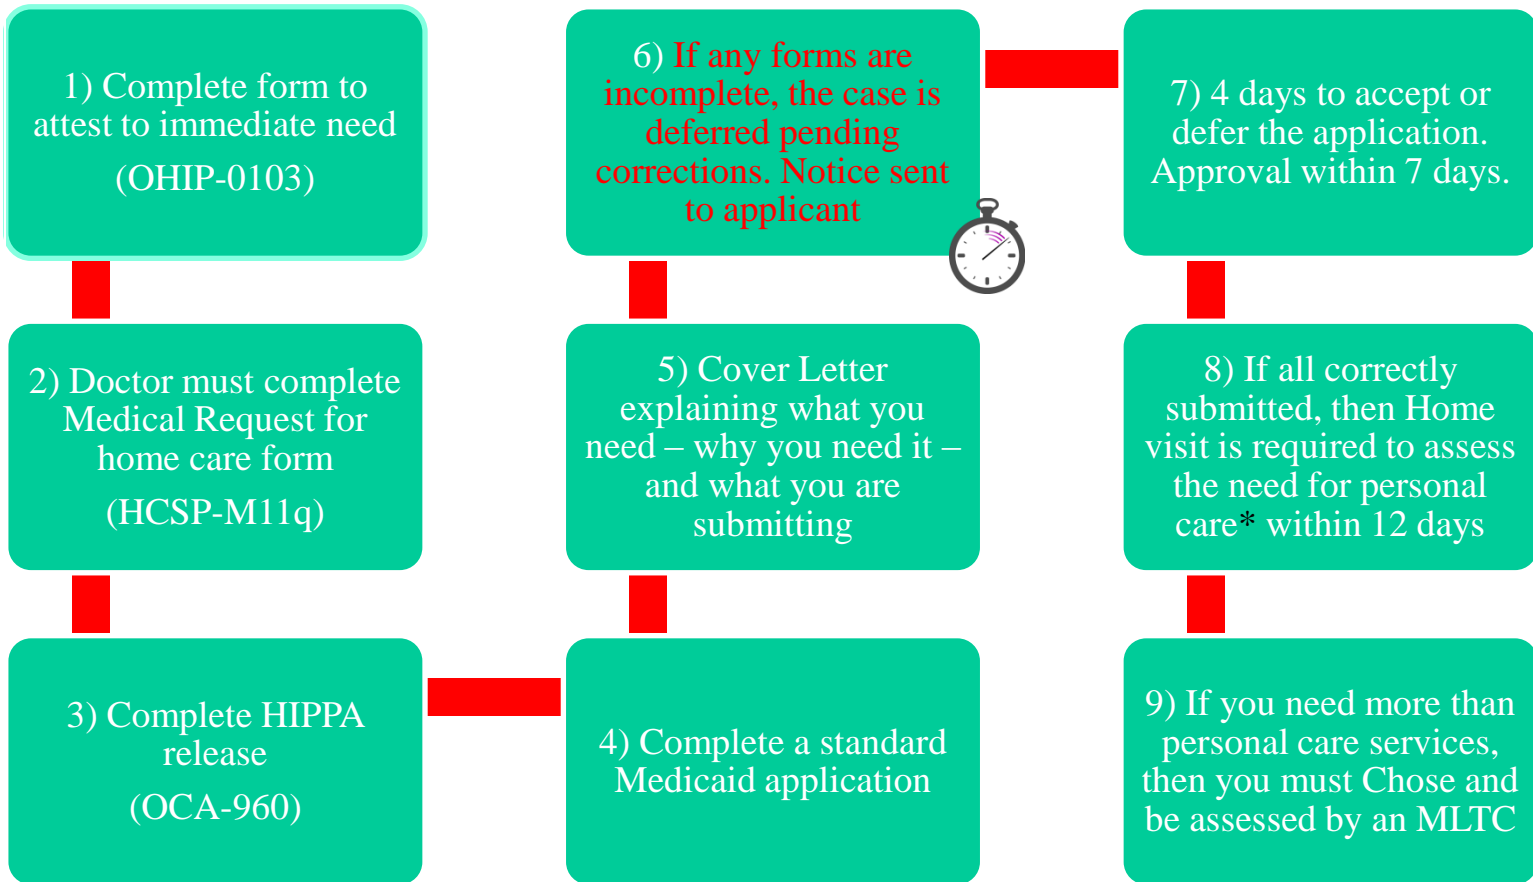 1) Complete form to
attest to immediate need
(OHIP-0103)
2) Doctor must complete
Medical Request for
home care form
(HCSP-M11q)
3) Complete HIPPA
release
(OCA-960)
4) Complete a standard
Medicaid application
5) Cover Letter
explaining what you
need – why you need it –
and what you are
submitting
6) If any forms are
incomplete, the case is
deferred pending
corrections. Notice sent
to applicant
7) 4 days to accept or
defer the application.
Approval within 7 days.
8) If all correctly
submitted, then Home
visit is required to assess
the need for personal
care* within 12 days
9) If you need more than
personal care services,
then you must Chose and
be assessed by an MLTC